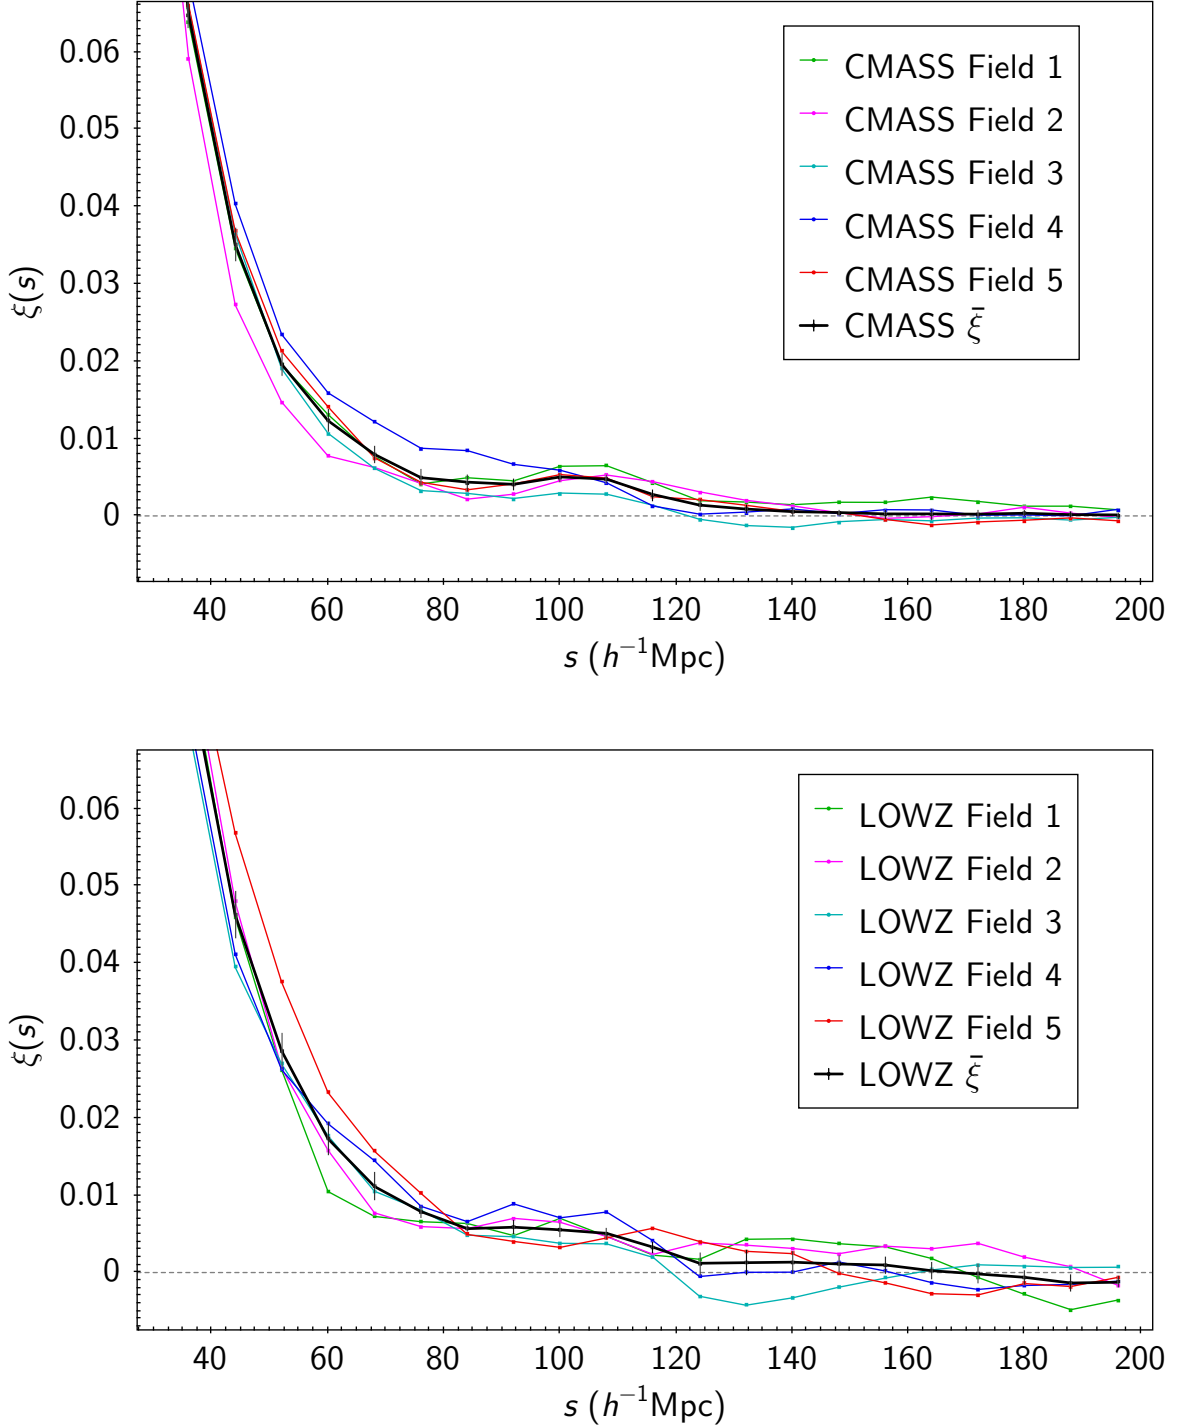 0.06
0.05
0.04
0.03
0.02
0.01
0
ξ(s)
CMASS Field 1
CMASS Field 2
CMASS Field 3
CMASS Field 4
CMASS Field 5
CMASS ξ̄
40 60 80 100 120 140 160 180 200
s (h⁻¹Mpc)
0.06
0.05
0.04
0.03
0.02
0.01
0
ξ(s)
LOWZ Field 1
LOWZ Field 2
LOWZ Field 3
LOWZ Field 4
LOWZ Field 5
LOWZ ξ̄
40 60 80 100 120 140 160 180 200
s (h⁻¹Mpc)